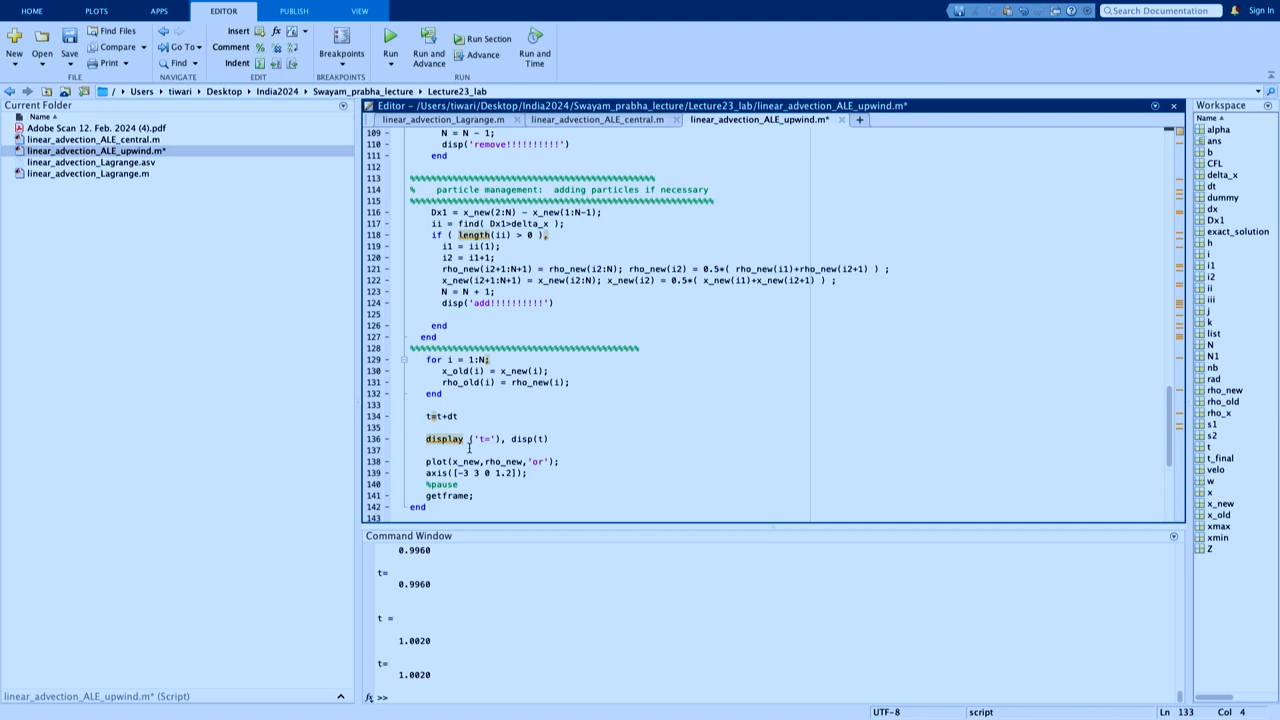 HOME PLOTS APPS EDITOR PUBLISH VIEW Search Documentation Sign In
New Open Save Find Files Compare Print Go To Find Insert fx Comment Indent Breakpoints Run Run and Advance Run Section Advance Run and Time
FILE NAVIGATE EDIT BREAKPOINTS RUN
/ Users tiwari Desktop India2024 Swayam_prabha_lecture Lecture23_lab
Current Folder
Name
Adobe Scan 12. Feb. 2024 (4).pdf
linear_advection_ALE_central.m
linear_advection_ALE_upwind.m*
linear_advection_Lagrange.asv
linear_advection_Lagrange.m
linear_advection_ALE_upwind.m* (Script)
Editor – /Users/tiwari/Desktop/India2024/Swayam_prabha_lecture/Lecture23_lab/linear_advection_ALE_upwind.m*
linear_advection_Lagrange.m linear_advection_ALE_central.m linear_advection_ALE_upwind.m*
109 – N = N - 1;
110 – disp('remove!!!!!!!!!!')
111 – end
112
113 %%%%%%%%%%%%%%%%%%%%%%%%%%%%%%%%%%%%%%%%%%%%%%%
114 % particle management: adding particles if necessary
115 %%%%%%%%%%%%%%%%%%%%%%%%%%%%%%%%%%%%%%%%%%%%%%%%%%%%%%%%%%
116 – Dx1 = x_new(2:N) - x_new(1:N-1);
117 – ii = find( Dx1>delta_x );
118 – if ( length(ii) > 0 ),
119 – i1 = ii(1);
120 – i2 = i1+1;
121 – rho_new(i2+1:N+1) = rho_new(i2:N); rho_new(i2) = 0.5*( rho_new(i1)+rho_new(i2+1) ) ;
122 – x_new(i2+1:N+1) = x_new(i2:N); x_new(i2) = 0.5*( x_new(i1)+x_new(i2+1) ) ;
123 – N = N + 1;
124 – disp('add!!!!!!!!!!')
125
126 – end
127 – end
128 %%%%%%%%%%%%%%%%%%%%%%%%%%%%%%%%%%%%%%%%%%%
129 – for i = 1:N;
130 – x_old(i) = x_new(i);
131 – rho_old(i) = rho_new(i);
132 – end
133
134 – t=t+dt
135
136 – display ('t='), disp(t)
137
138 – plot(x_new,rho_new,'or');
139 – axis([-3 3 0 1.2]);
140 %pause
141 – getframe;
142 – end
143
Command Window
0.9960
t=
0.9960
t =
1.0020
t=
1.0020
fx >>
Workspace
Name
alpha
ans
b
CFL
delta_x
dt
dummy
dx
Dx1
exact_solution
h
i
i1
i2
ii
iii
j
k
list
N
N1
nb
rad
rho_new
rho_old
rho_x
s1
s2
t
t_final
velo
w
x
x_new
x_old
xmax
xmin
Z
UTF-8 script Ln 133 Col 4